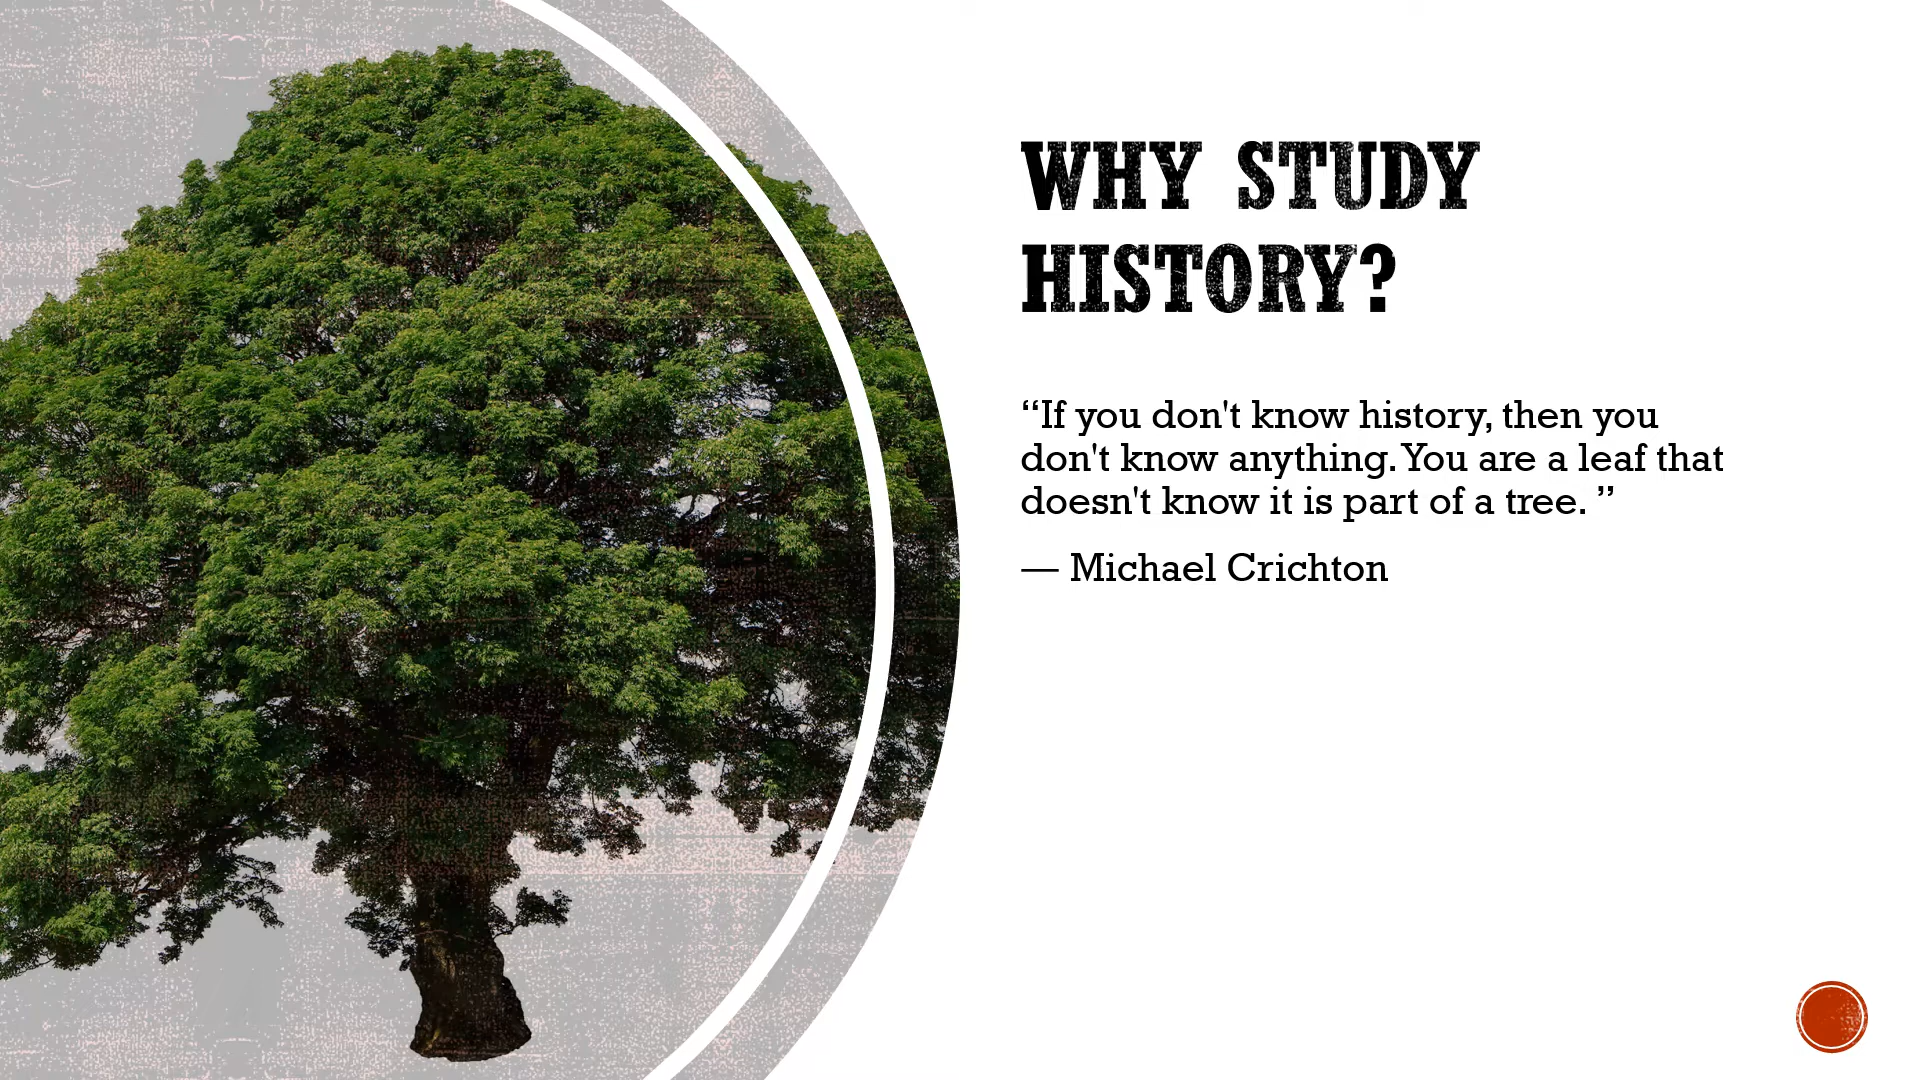 WHY STUDY
HISTORY?
“If you don't know history, then you
don't know anything. You are a leaf that
doesn't know it is part of a tree. ”
— Michael Crichton